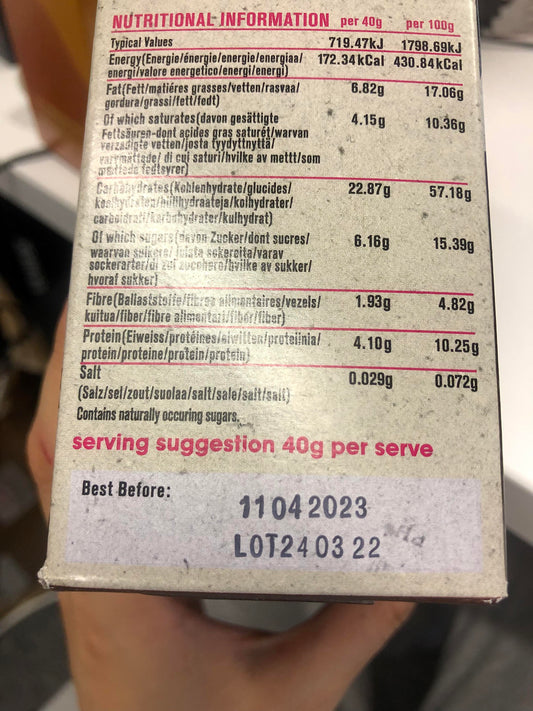 NUTRITIONAL INFORMATION per 40g per 100g
Typical Values 719.47kJ 1798.69kJ
Energy(Energie/énergie/energie/energiaa/ 172.34kCal 430.84kCal
energi/valore energetico/energi/energi)
Fat(Fett/matiéres grasses/vetten/rasvaa/ 6.82g 17.06g
gordura/grassi/fett/fedt)
Of which saturates(davon gesättigte 4.15g 10.36g
Fettsäuren-dont acides gras saturét/warvan
verzadigte vetten/josta tyydyttnyttä/
varymättade/ di cui saturi/hvilke av mettt/som
mættede fedtsyrer)
Carbohydrates(Kohlenhydrate/glucides/ 22.87g 57.18g
koolhydraten/hiilihydraateja/kolhydrater/
carboidrati/karbohydrater/kulhydrat)
Of which sugars(davon Zucker/dont sucres/ 6.16g 15.39g
waarvan suikers/ sokereita/varav
sockerarter/di cui zucchero/hvilke av sukker/
hvoraf sukker)
Fibre(Ballaststoffe/fibres alimentaires/vezels/ 1.93g 4.82g
kuitua/fiber/fibre alimentari/fiber/fiber)
Protein(Eiweiss/protéines/eiwitten/proteiinia/ 4.10g 10.25g
protein/proteine/protein/protein)
Salt 0.029g 0.072g
(Salz/sel/zout/suolaa/salt/sale/salt/salt)
Contains naturally occuring sugars.
serving suggestion 40g per serve
Best Before:
11 04 2023
LOT24 03 22